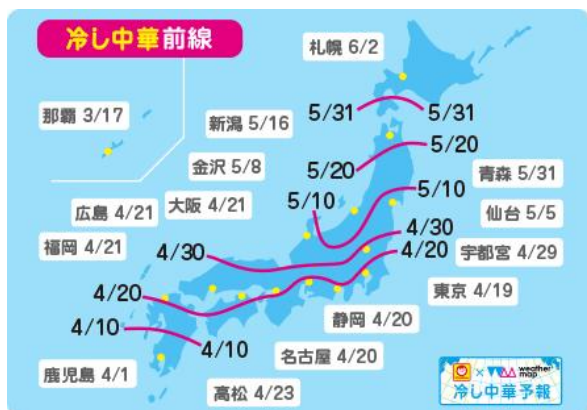 冷し中華前線
札幌 6/2
那覇 3/17
5/31
5/31
新潟 5/16
5/20
5/20
金沢 5/8
青森 5/31
大阪 4/21
5/10
5/10
広島 4/21
仙台 5/5
福岡 4/21
4/30
4/30
4/20
宇都宮 4/29
4/20
東京 4/19
静岡 4/20
4/10
4/10
名古屋 4/20
鹿児島 4/1
高松 4/23
× weather map
冷し中華予報